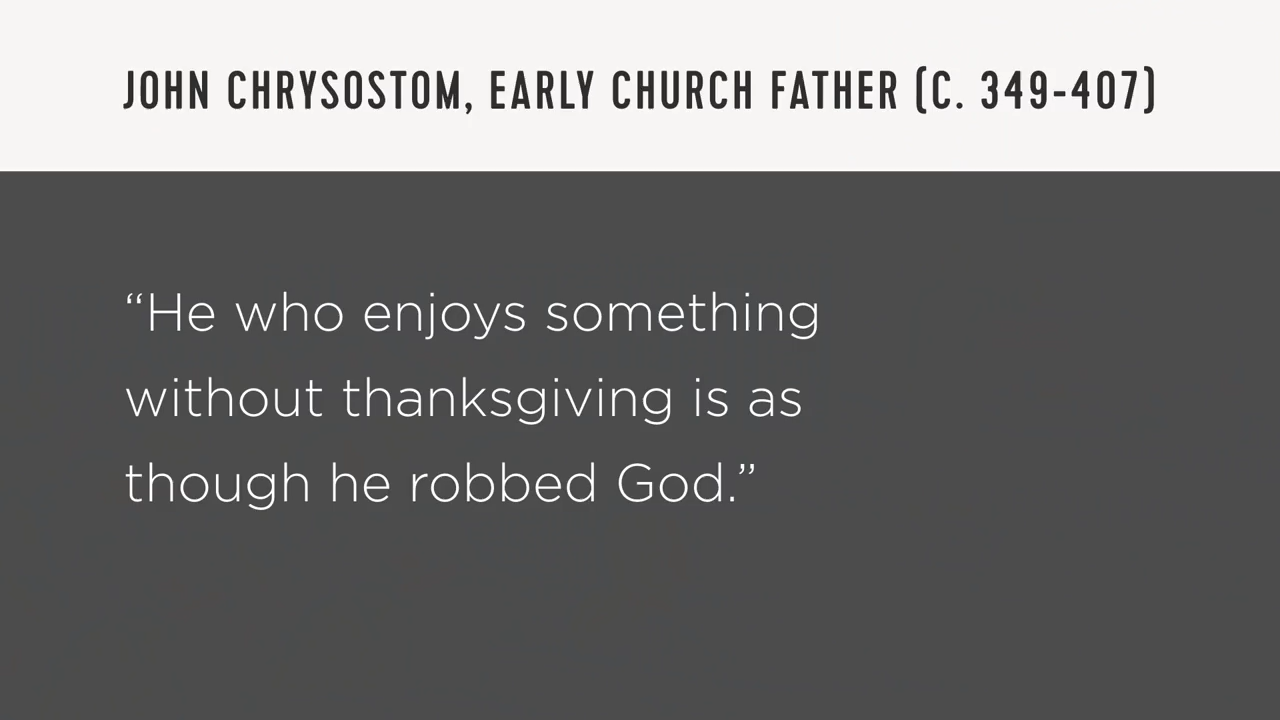 JOHN CHRYSOSTOM, EARLY CHURCH FATHER (C. 349-407)
“He who enjoys something
without thanksgiving is as
though he robbed God.”